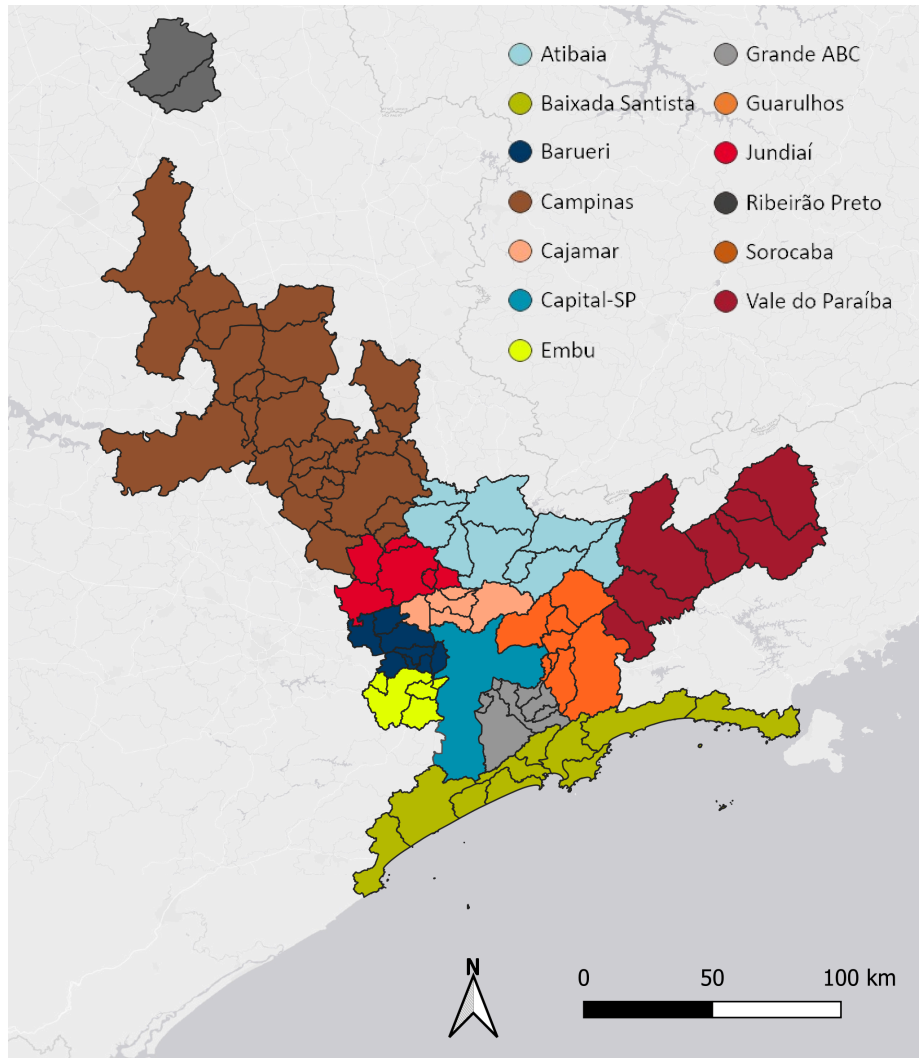 Atibaia
Baixada Santista
Barueri
Campinas
Cajamar
Capital-SP
Embu
Grande ABC
Guarulhos
Jundiaí
Ribeirão Preto
Sorocaba
Vale do Paraíba
N
0 50 100 km